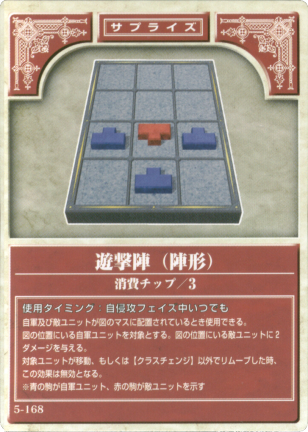 サプライズ
遊撃陣（陣形）
消費チップ／3
使用タイミング：自侵攻フェイズ中いつでも
自軍及び敵ユニットが図のマスに配置されているとき使用できる。
図の位置にいる自軍ユニットを対象とする。図の位置にいる敵ユニットに2
ダメージを与える。
対象ユニットが移動、もしくは【クラスチェンジ】以外でリムーブした時、
この効果は無効となる。
※青の駒が自軍ユニット、赤の駒が敵ユニットを示す
5-168